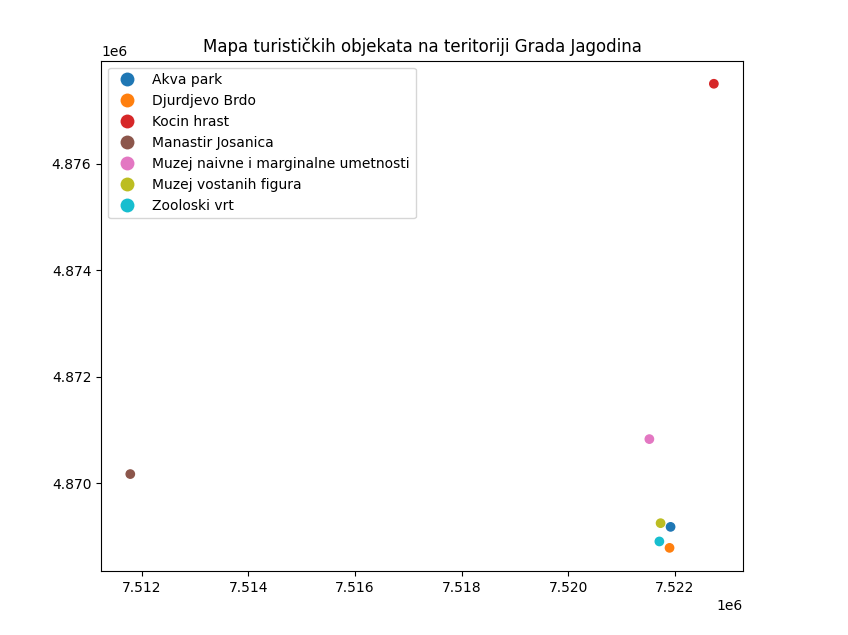 Mapa turističkih objekata na teritoriji Grada Jagodina
1e6
Akva park
Djurdjevo Brdo
Kocin hrast
Manastir Josanica
Muzej naivne i marginalne umetnosti
Muzej vostanih figura
Zooloski vrt
4.876
4.874
4.872
4.870
7.512 7.514 7.516 7.518 7.520 7.522
1e6